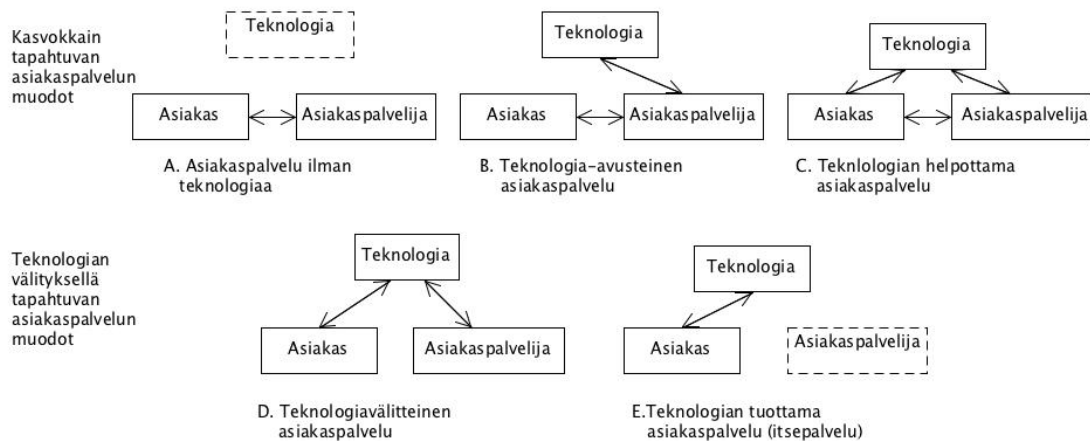 Kasvokkain
tapahtuvan
asiakaspalvelun
muodot
Teknologia
Asiakas
Asiakaspalvelija
A. Asiakaspalvelu ilman
teknologiaa
Teknologia
Asiakas
Asiakaspalvelija
B. Teknologia-avusteinen
asiakaspalvelu
Teknologia
Asiakas
Asiakaspalvelija
C. Teknlologian helpottama
asiakaspalvelu
Teknologian
välityksellä
tapahtuvan
asiakaspalvelun
muodot
Teknologia
Asiakas
Asiakaspalvelija
D. Teknologiavälitteinen
asiakaspalvelu
Teknologia
Asiakas
Asiakaspalvelija
E.Teknologian tuottama
asiakaspalvelu (itsepalvelu)